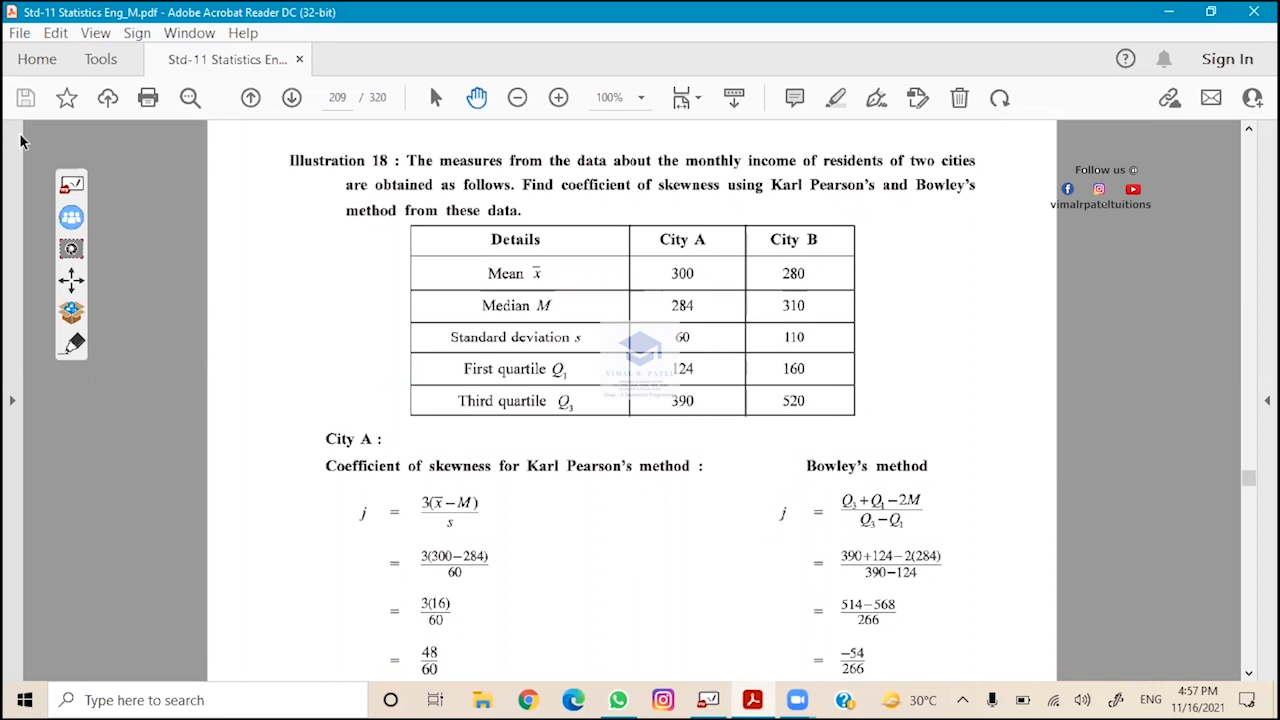 Std-11 Statistics Eng_M.pdf - Adobe Acrobat Reader DC (32-bit)
File Edit View Sign Window Help
Home Tools Std-11 Statistics En... × Sign In
209 / 320 100%
Illustration 18 : The measures from the data about the monthly income of residents of two cities
are obtained as follows. Find coefficient of skewness using Karl Pearson's and Bowley's
method from these data.
Follow us @
vimalrpateltuitions
Details City A City B
Mean x̅ 300 280
Median M 284 310
Standard deviation s 60 110
First quartile Q₁ 124 160
VIMAL R. PATEL
Third quartile Q₃ 390 520
City A :
Coefficient of skewness for Karl Pearson's method : Bowley's method
j = 3(x̅ – M) / s j = Q₃ + Q₁ – 2M / Q₃ – Q₁
= 3(300–284) / 60 = 390+124–2(284) / 390–124
= 3(16) / 60 = 514–568 / 266
= 48 / 60 = –54 / 266
Type here to search 30°C ENG 4:57 PM
11/16/2021